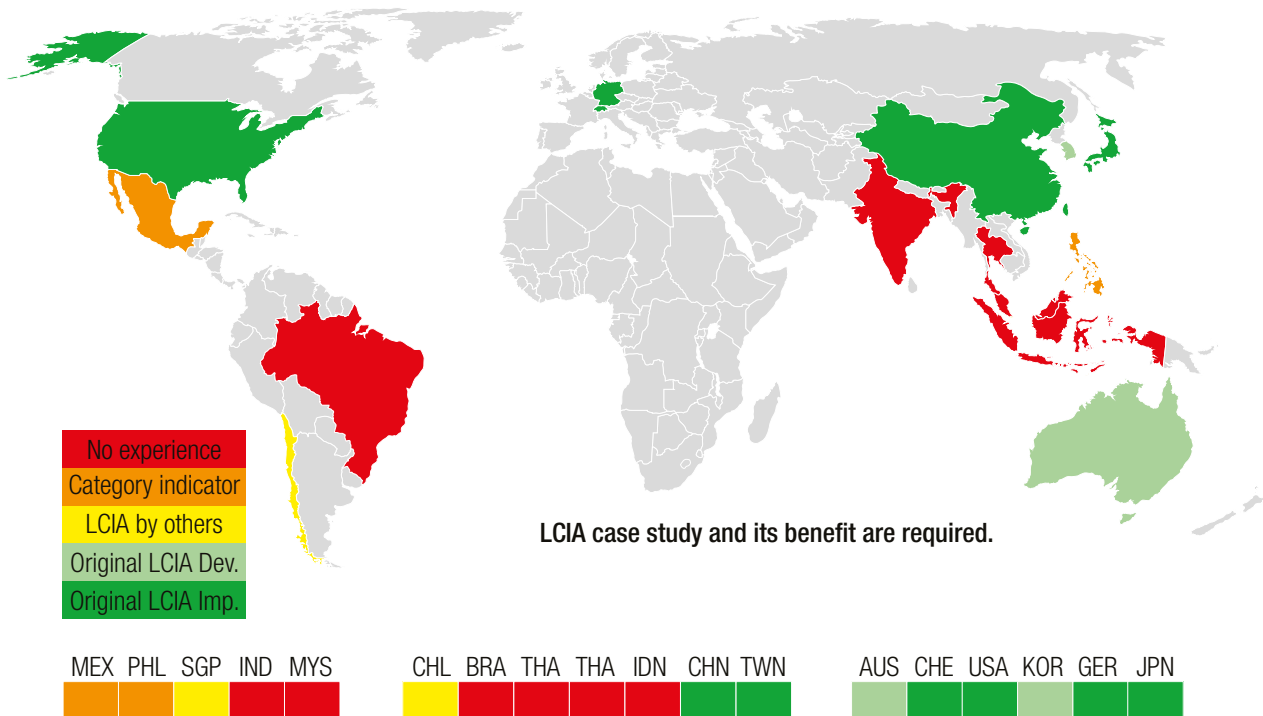 No experience
Category indicator
LCIA by others
Original LCIA Dev.
Original LCIA Imp.
LCIA case study and its benefit are required.
MEX PHL SGP IND MYS
CHL BRA THA THA IDN CHN TWN
AUS CHE USA KOR GER JPN